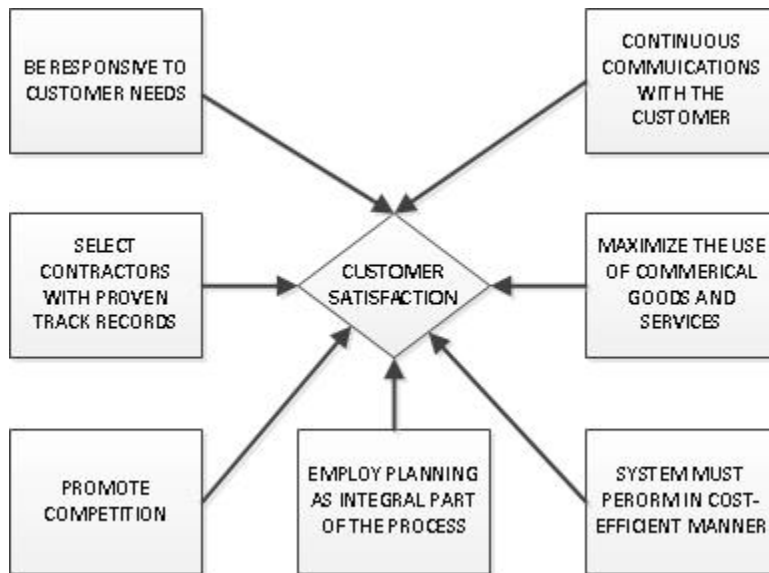 BE RESPONSIVE TO
CUSTOMER NEEDS
CONTINUOUS
COMMUICATIONS
WITH THE
CUSTOMER
SELECT
CONTRACTORS
WITH PROVEN
TRACK RECORDS
CUSTOMER
SATISFACTION
MAXIMIZE THE USE
OF COMMERICAL
GOODS AND
SERVICES
PROMOTE
COMPETITION
EMPLOY PLANNING
AS INTEGRAL PART
OF THE PROCESS
SYSTEM MUST
PERORM IN COST-
EFFICIENT MANNER